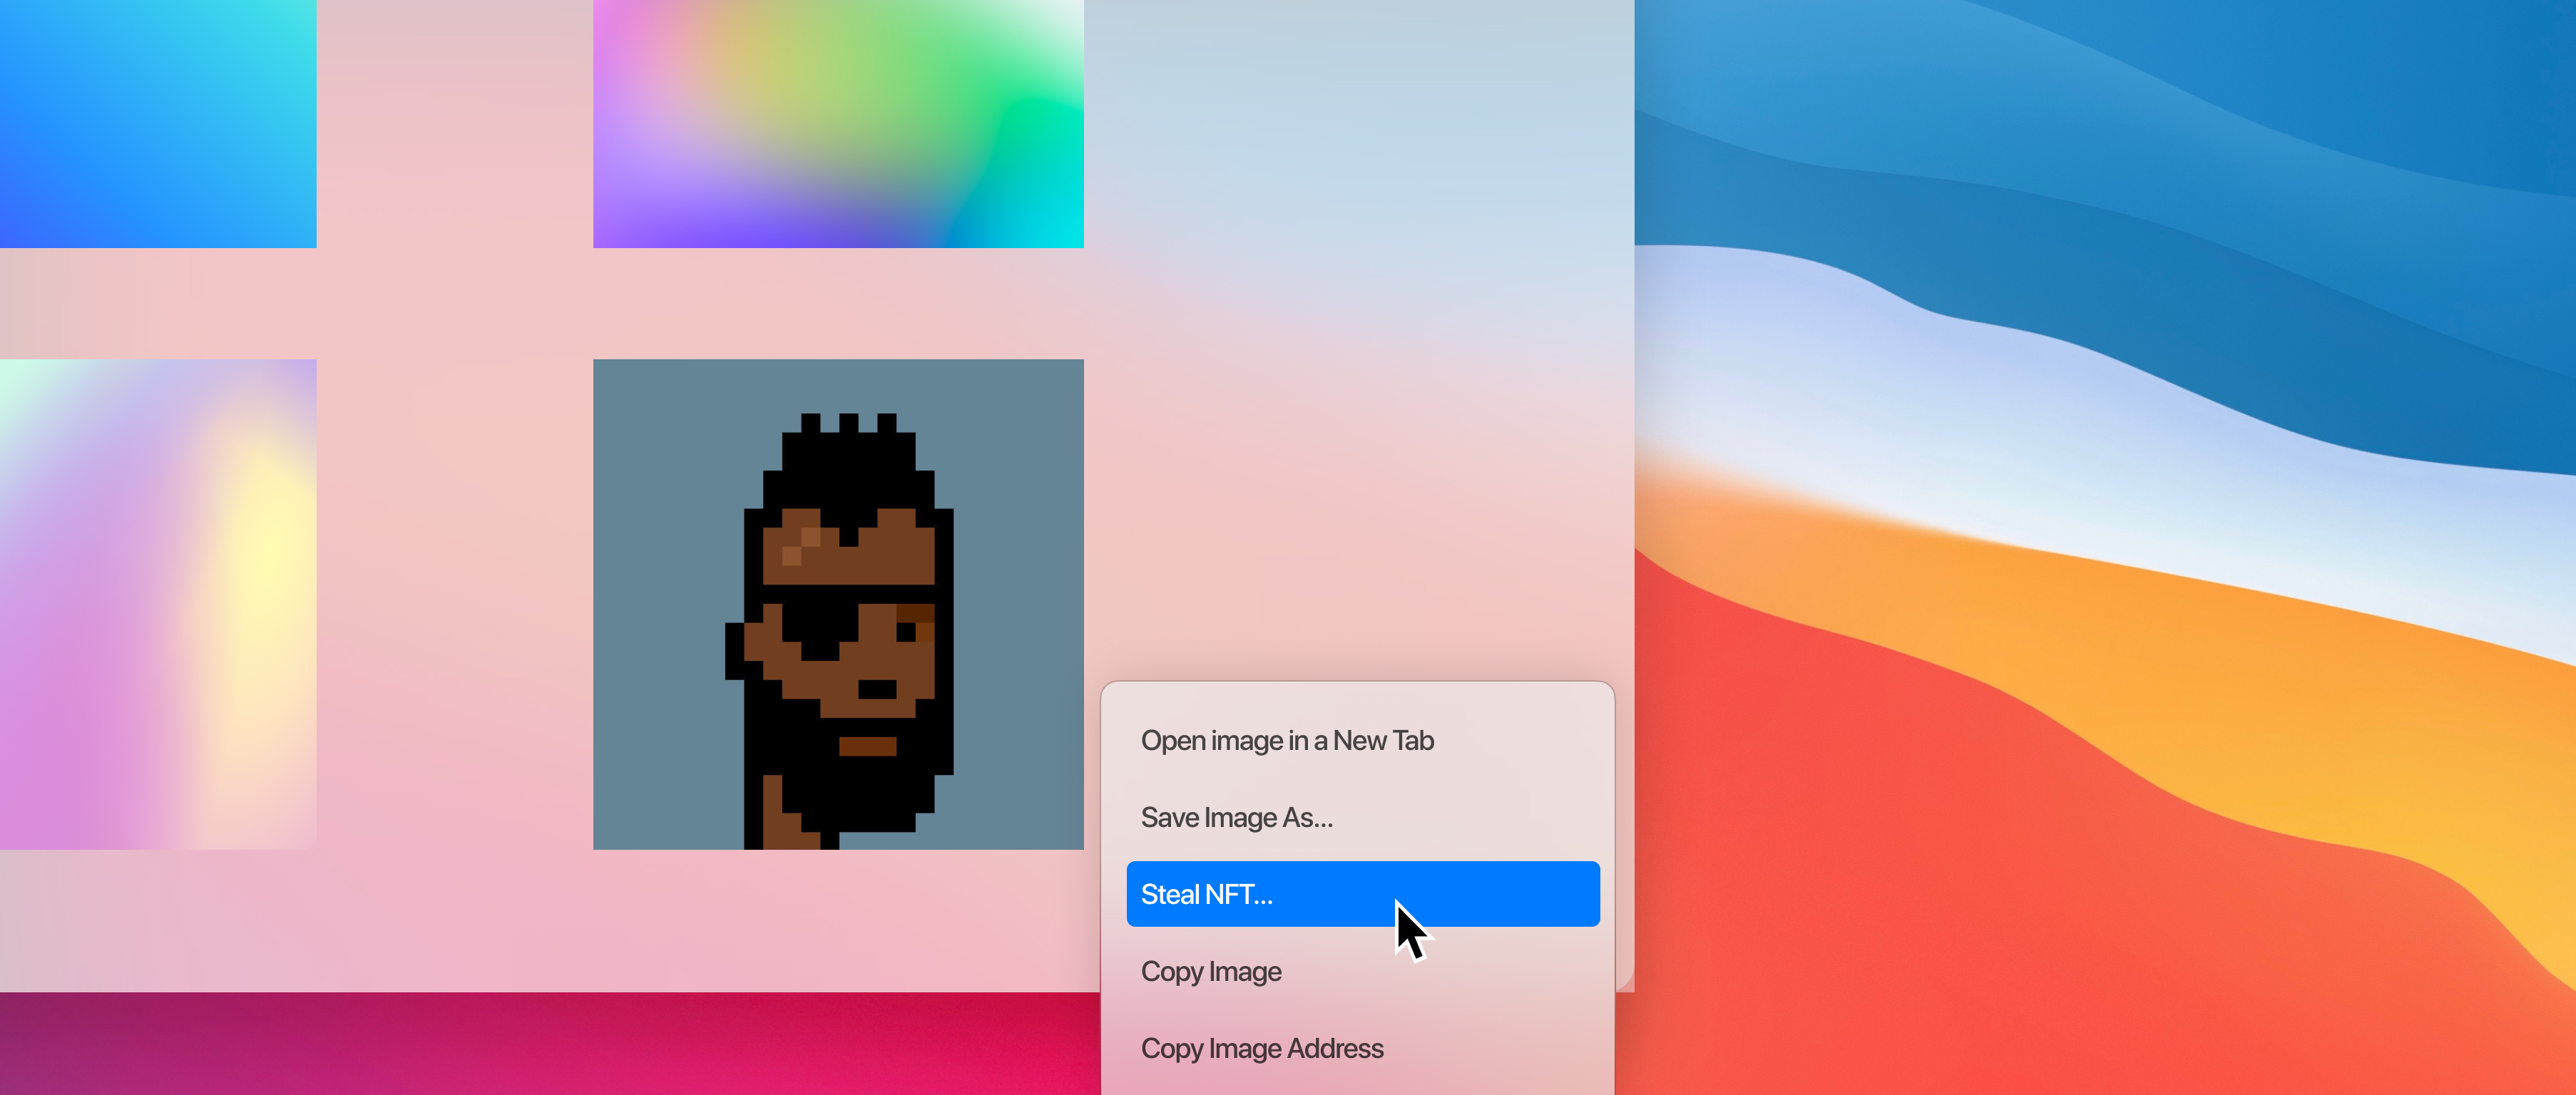 Open image in a New Tab
Save Image As...
Steal NFT...
Copy Image
Copy Image Address